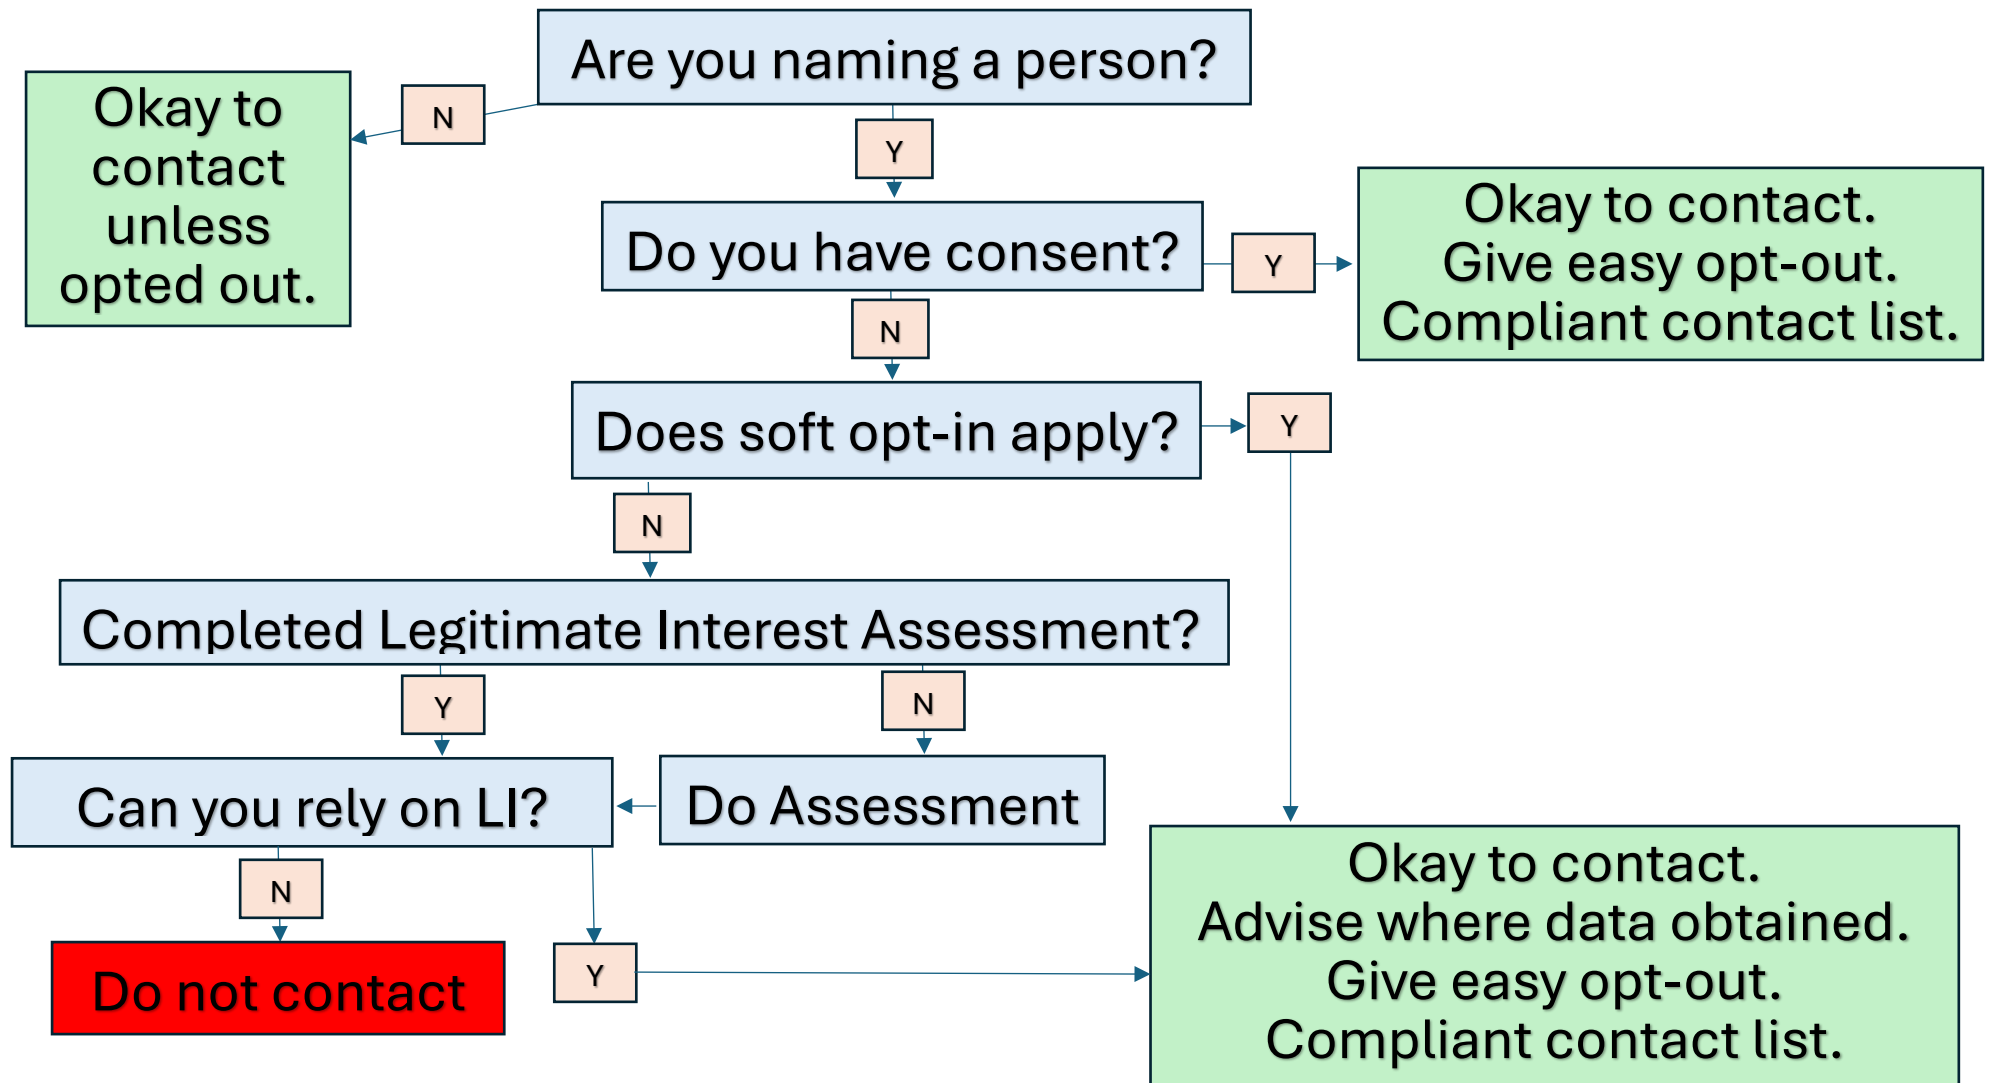 Are you naming a person?
N
Okay to
contact
unless
opted out.
Y
Do you have consent?
Y
Okay to contact.
Give easy opt-out.
Compliant contact list.
N
Does soft opt-in apply?
Y
N
Completed Legitimate Interest Assessment?
Y
N
Can you rely on LI?
Do Assessment
N
Do not contact
Y
Okay to contact.
Advise where data obtained.
Give easy opt-out.
Compliant contact list.